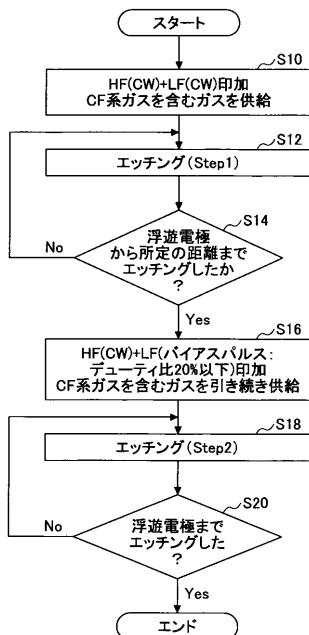 スタート
S10
HF(CW)+LF(CW)印加
CF系ガスを含むガスを供給
S12
エッチング(Step1)
S14
浮遊電極
から所定の距離まで
エッチングしたか
?
No
Yes
S16
HF(CW)+LF(バイアスパルス:
デューティ比20%以下)印加
CF系ガスを含むガスを引き続き供給
S18
エッチング(Step2)
S20
浮遊電極まで
エッチングした
?
No
Yes
エンド